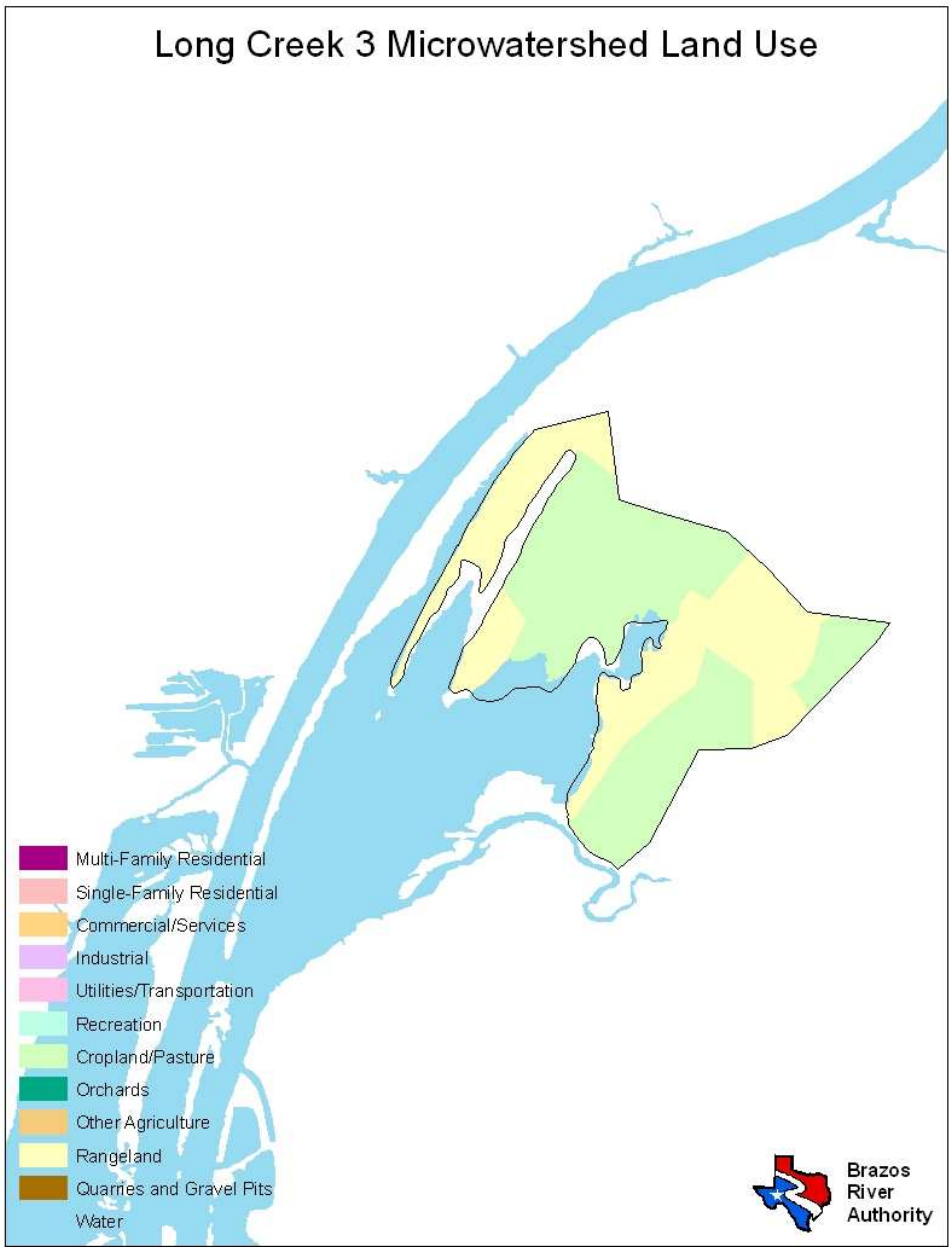 Long Creek 3 Microwatershed Land Use
Multi-Family Residential
Single-Family Residential
Commercial/Services
Industrial
Utilities/Transportation
Recreation
Cropland/Pasture
Orchards
Other Agriculture
Rangeland
Quarries and Gravel Pits
Water
Brazos
River
Authority